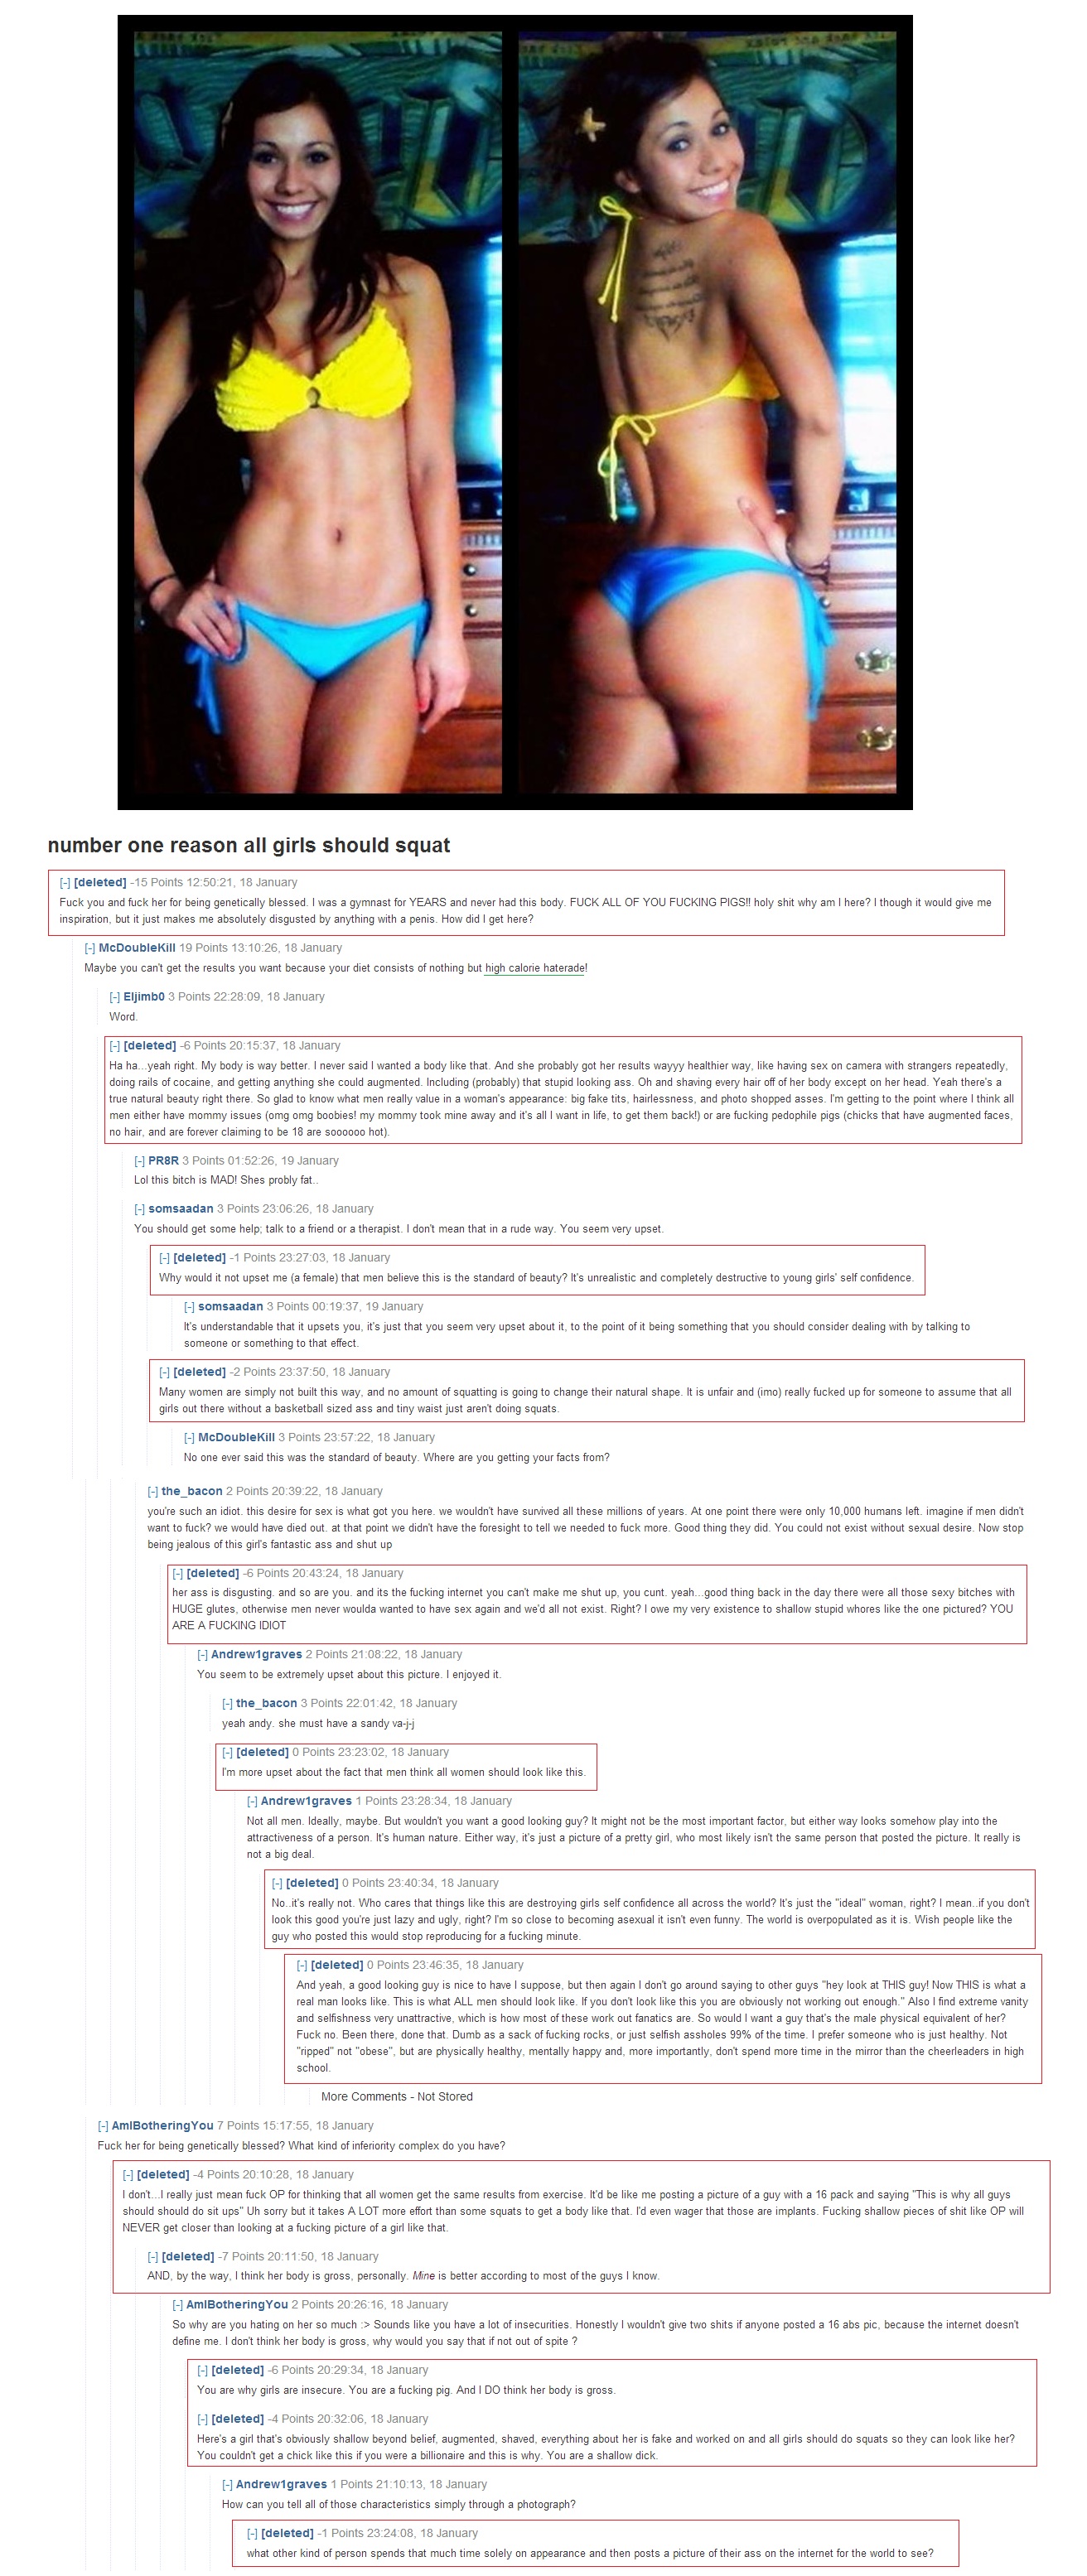 number one reason all girls should squat
[-] [deleted] -15 Points 12:50:21, 18 January
Fuck you and fuck her for being genetically blessed. I was a gymnast for YEARS and never had this body. FUCK ALL OF YOU FUCKING PIGS!! holy shit why am I here? I though it would give me
inspiration, but it just makes me absolutely disgusted by anything with a penis. How did I get here?
[-] McDoubleKill 19 Points 13:10:26, 18 January
Maybe you can't get the results you want because your diet consists of nothing but high calorie haterade!
[-] Eljimb0 3 Points 22:28:09, 18 January
Word.
[-] [deleted] -6 Points 20:15:37, 18 January
Ha ha...yeah right. My body is way better. I never said I wanted a body like that. And she probably got her results wayyy healthier way, like having sex on camera with strangers repeatedly,
doing rails of cocaine, and getting anything she could augmented. Including (probably) that stupid looking ass. Oh and shaving every hair off of her body except on her head. Yeah there's a
true natural beauty right there. So glad to know what men really value in a woman's appearance: big fake tits, hairlessness, and photo shopped asses. I'm getting to the point where I think all
men either have mommy issues (omg omg boobies! my mommy took mine away and it's all I want in life, to get them back!) or are fucking pedophile pigs (chicks that have augmented faces,
no hair, and are forever claiming to be 18 are soooooo hot).
[-] PR8R 3 Points 01:52:26, 19 January
Lol this bitch is MAD! Shes probly fat..
[-] somsaadan 3 Points 23:06:26, 18 January
You should get some help; talk to a friend or a therapist. I don't mean that in a rude way. You seem very upset.
[-] [deleted] -1 Points 23:27:03, 18 January
Why would it not upset me (a female) that men believe this is the standard of beauty? It's unrealistic and completely destructive to young girls' self confidence.
[-] somsaadan 3 Points 00:19:37, 19 January
It's understandable that it upsets you, it's just that you seem very upset about it, to the point of it being something that you should consider dealing with by talking to
someone or something to that effect.
[-] [deleted] -2 Points 23:37:50, 18 January
Many women are simply not built this way, and no amount of squatting is going to change their natural shape. It is unfair and (imo) really fucked up for someone to assume that all
girls out there without a basketball sized ass and tiny waist just aren't doing squats.
[-] McDoubleKill 3 Points 23:57:22, 18 January
No one ever said this was the standard of beauty. Where are you getting your facts from?
[-] the_bacon 2 Points 20:39:22, 18 January
you're such an idiot. this desire for sex is what got you here. we wouldn't have survived all these millions of years. At one point there were only 10,000 humans left. imagine if men didn't
want to fuck? we would have died out. at that point we didn't have the foresight to tell we needed to fuck more. Good thing they did. You could not exist without sexual desire. Now stop
being jealous of this girl's fantastic ass and shut up
[-] [deleted] -6 Points 20:43:24, 18 January
her ass is disgusting. and so are you. and its the fucking internet you can't make me shut up, you cunt. yeah...good thing back in the day there were all those sexy bitches with
HUGE glutes, otherwise men never woulda wanted to have sex again and we'd all not exist. Right? I owe my very existence to shallow stupid whores like the one pictured? YOU
ARE A FUCKING IDIOT
[-] Andrew1graves 2 Points 21:08:22, 18 January
You seem to be extremely upset about this picture. I enjoyed it.
[-] the_bacon 3 Points 22:01:42, 18 January
yeah andy. she must have a sandy va-j-j
[-] [deleted] 0 Points 23:23:02, 18 January
I'm more upset about the fact that men think all women should look like this.
[-] Andrew1graves 1 Points 23:28:34, 18 January
Not all men. Ideally, maybe. But wouldn't you want a good looking guy? It might not be the most important factor, but either way looks somehow play into the
attractiveness of a person. It's human nature. Either way, it's just a picture of a pretty girl, who most likely isn't the same person that posted the picture. It really is
not a big deal.
[-] [deleted] 0 Points 23:40:34, 18 January
No..it's really not. Who cares that things like this are destroying girls self confidence all across the world? It's just the "ideal" woman, right? I mean..if you don't
look this good you're just lazy and ugly, right? I'm so close to becoming asexual it isn't even funny. The world is overpopulated as it is. Wish people like the
guy who posted this would stop reproducing for a fucking minute.
[-] [deleted] 0 Points 23:46:35, 18 January
And yeah, a good looking guy is nice to have I suppose, but then again I don't go around saying to other guys "hey look at THIS guy! Now THIS is what a
real man looks like. This is what ALL men should look like. If you don't look like this you are obviously not working out enough." Also I find extreme vanity
and selfishness very unattractive, which is how most of these work out fanatics are. So would I want a guy that's the male physical equivalent of her?
Fuck no. Been there, done that. Dumb as a sack of fucking rocks, or just selfish assholes 99% of the time. I prefer someone who is just healthy. Not
"ripped" not "obese", but are physically healthy, mentally happy and, more importantly, don't spend more time in the mirror than the cheerleaders in high
school.
More Comments - Not Stored
[-] AmIBotheringYou 7 Points 15:17:55, 18 January
Fuck her for being genetically blessed? What kind of inferiority complex do you have?
[-] [deleted] -4 Points 20:10:28, 18 January
I don't...I really just mean fuck OP for thinking that all women get the same results from exercise. It'd be like me posting a picture of a guy with a 16 pack and saying "This is why all guys
should should do sit ups" Uh sorry but it takes A LOT more effort than some squats to get a body like that. I'd even wager that those are implants. Fucking shallow pieces of shit like OP will
NEVER get closer than looking at a fucking picture of a girl like that.
[-] [deleted] -7 Points 20:11:50, 18 January
AND, by the way, I think her body is gross, personally. Mine is better according to most of the guys I know.
[-] AmIBotheringYou 2 Points 20:26:16, 18 January
So why are you hating on her so much :> Sounds like you have a lot of insecurities. Honestly I wouldn't give two shits if anyone posted a 16 abs pic, because the internet doesn't
define me. I don't think her body is gross, why would you say that if not out of spite ?
[-] [deleted] -6 Points 20:29:34, 18 January
You are why girls are insecure. You are a fucking pig. And I DO think her body is gross.
[-] [deleted] -4 Points 20:32:06, 18 January
Here's a girl that's obviously shallow beyond belief, augmented, shaved, everything about her is fake and worked on and all girls should do squats so they can look like her?
You couldn't get a chick like this if you were a billionaire and this is why. You are a shallow dick.
[-] Andrew1graves 1 Points 21:10:13, 18 January
How can you tell all of those characteristics simply through a photograph?
[-] [deleted] -1 Points 23:24:08, 18 January
what other kind of person spends that much time solely on appearance and then posts a picture of their ass on the internet for the world to see?